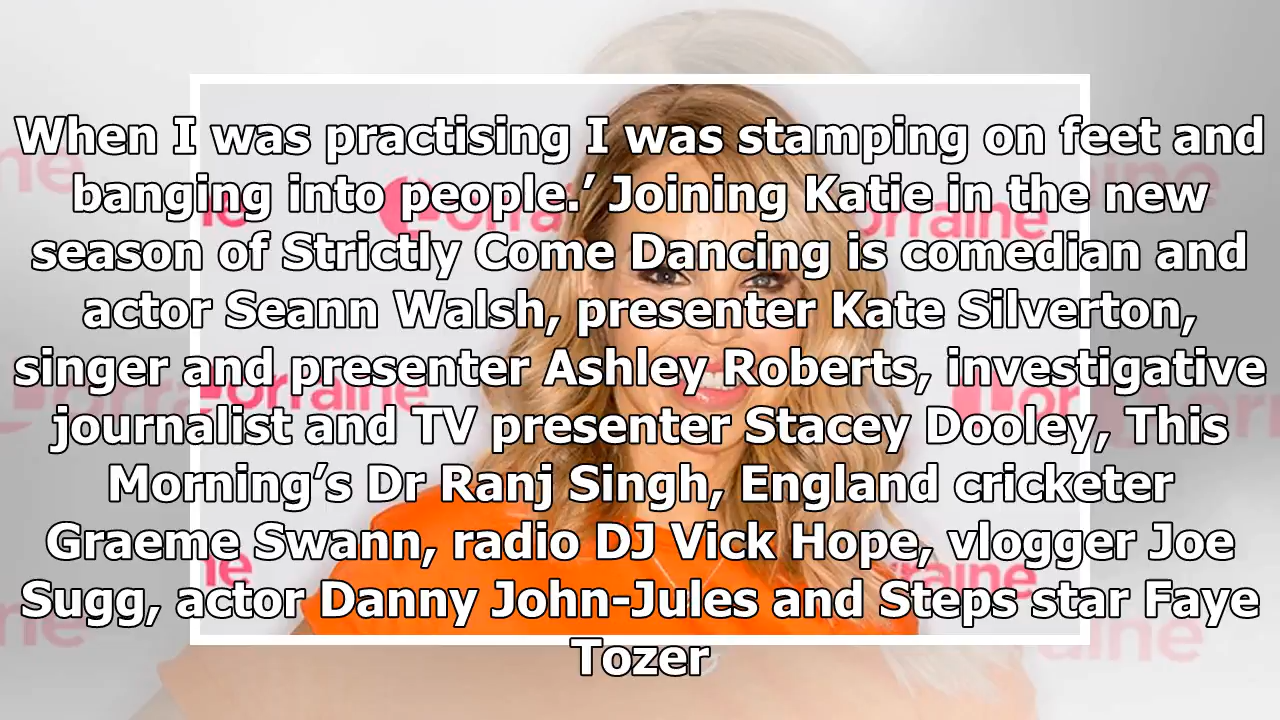 When I was practising I was stamping on feet and
banging into people.’ Joining Katie in the new
season of Strictly Come Dancing is comedian and
actor Seann Walsh, presenter Kate Silverton,
singer and presenter Ashley Roberts, investigative
journalist and TV presenter Stacey Dooley, This
Morning’s Dr Ranj Singh, England cricketer
Graeme Swann, radio DJ Vick Hope, vlogger Joe
Sugg, actor Danny John-Jules and Steps star Faye
Tozer